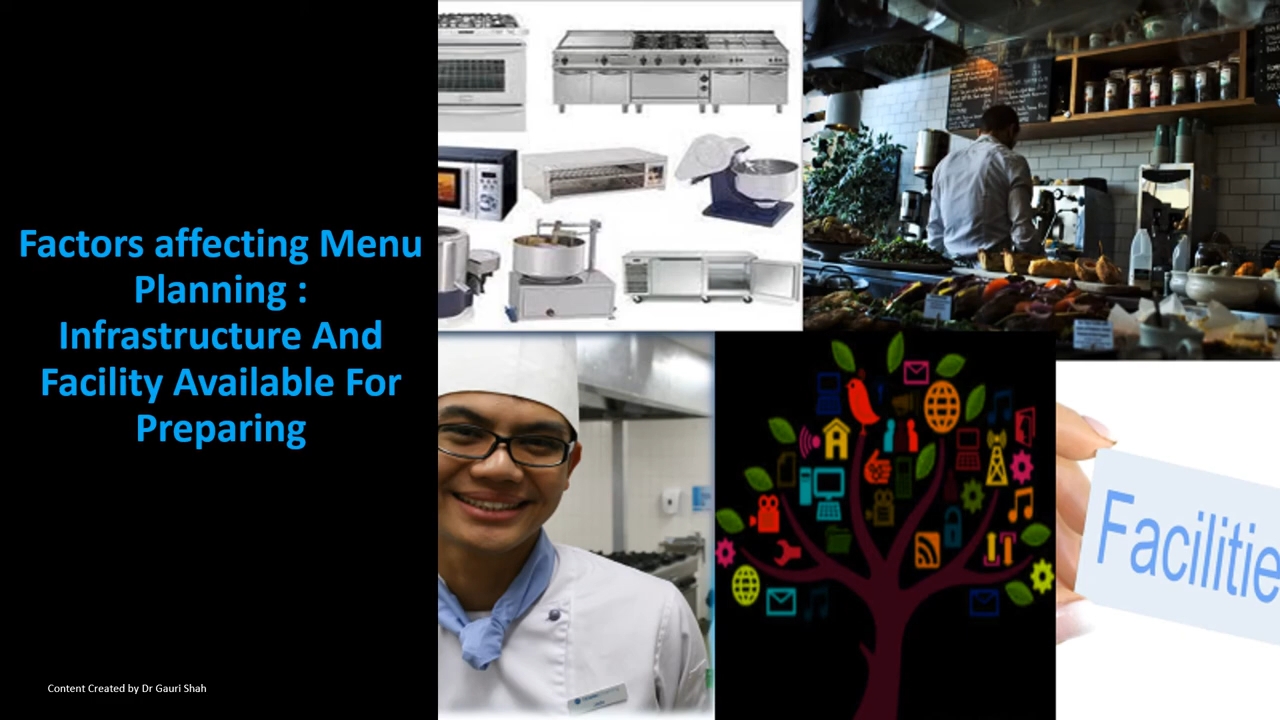 Factors affecting Menu
Planning :
Infrastructure And
Facility Available For
Preparing
Content Created by Dr Gauri Shah
Facilitie